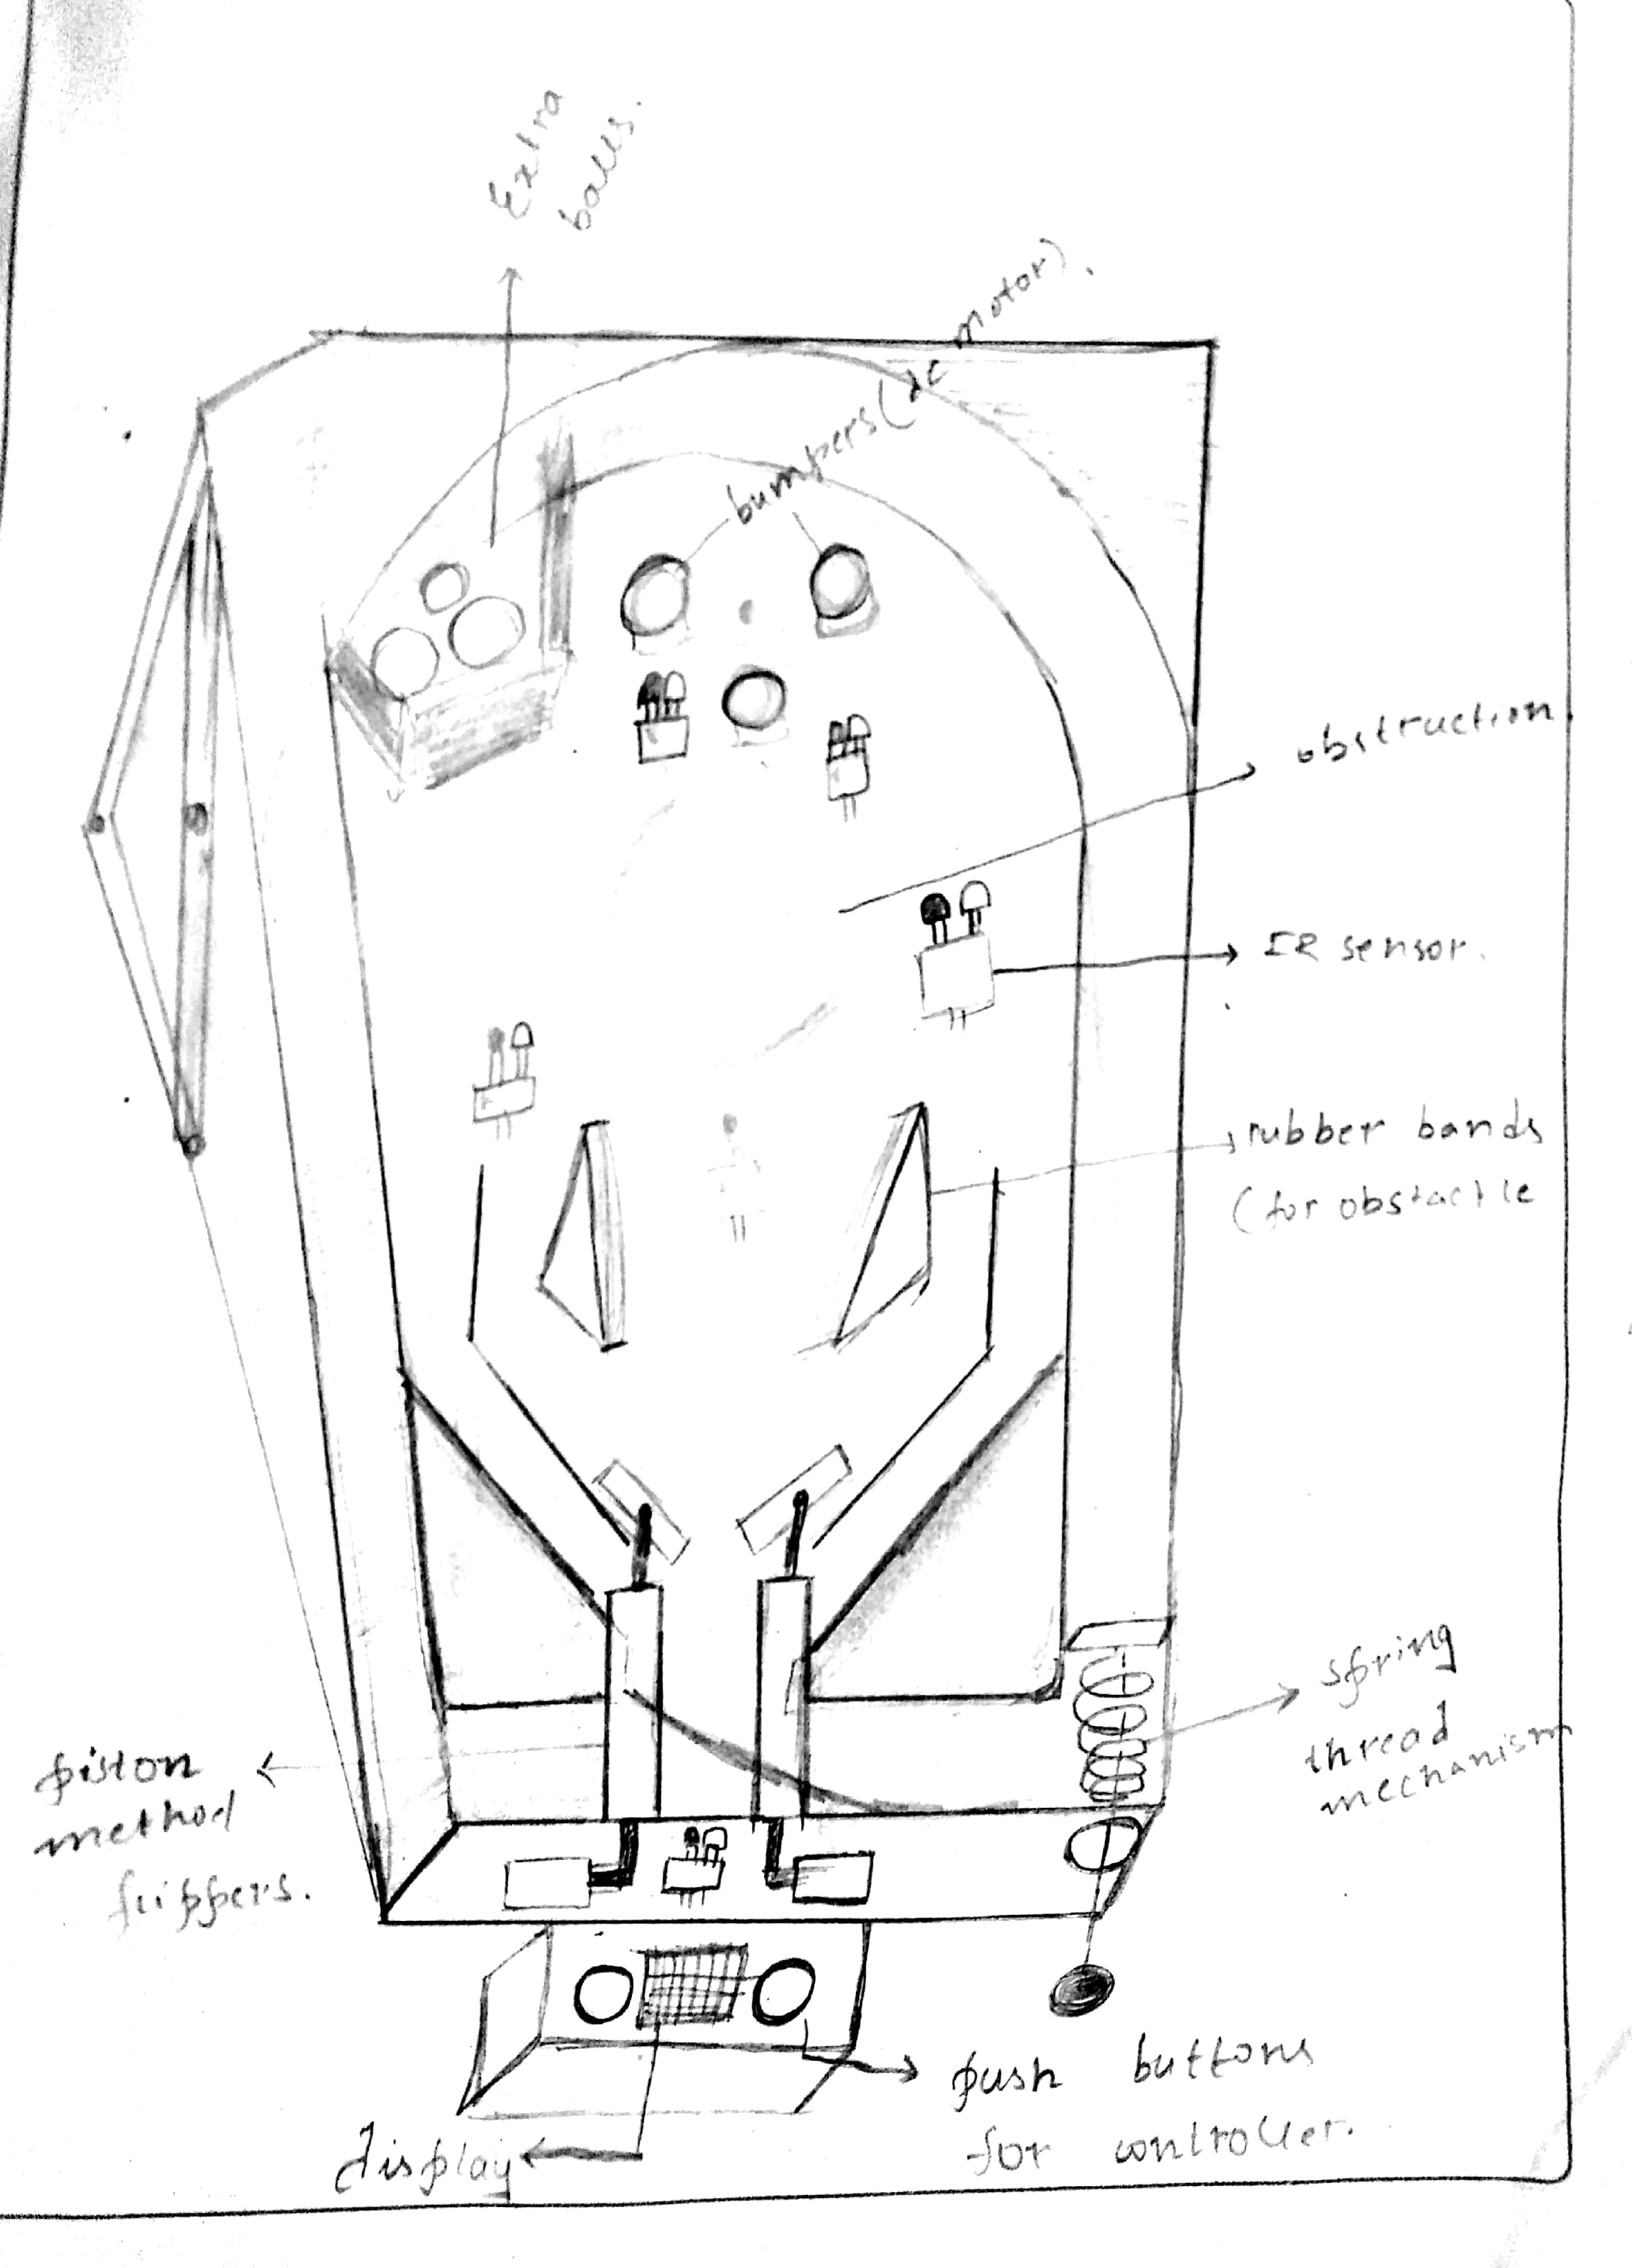 Extra
balls.
bumpers (dc motor).
obstruction.
IR sensor.
rubber bands
(for obstactle
spring
thread
mechanism
piston
method
flippers.
push buttons
for controller.
display